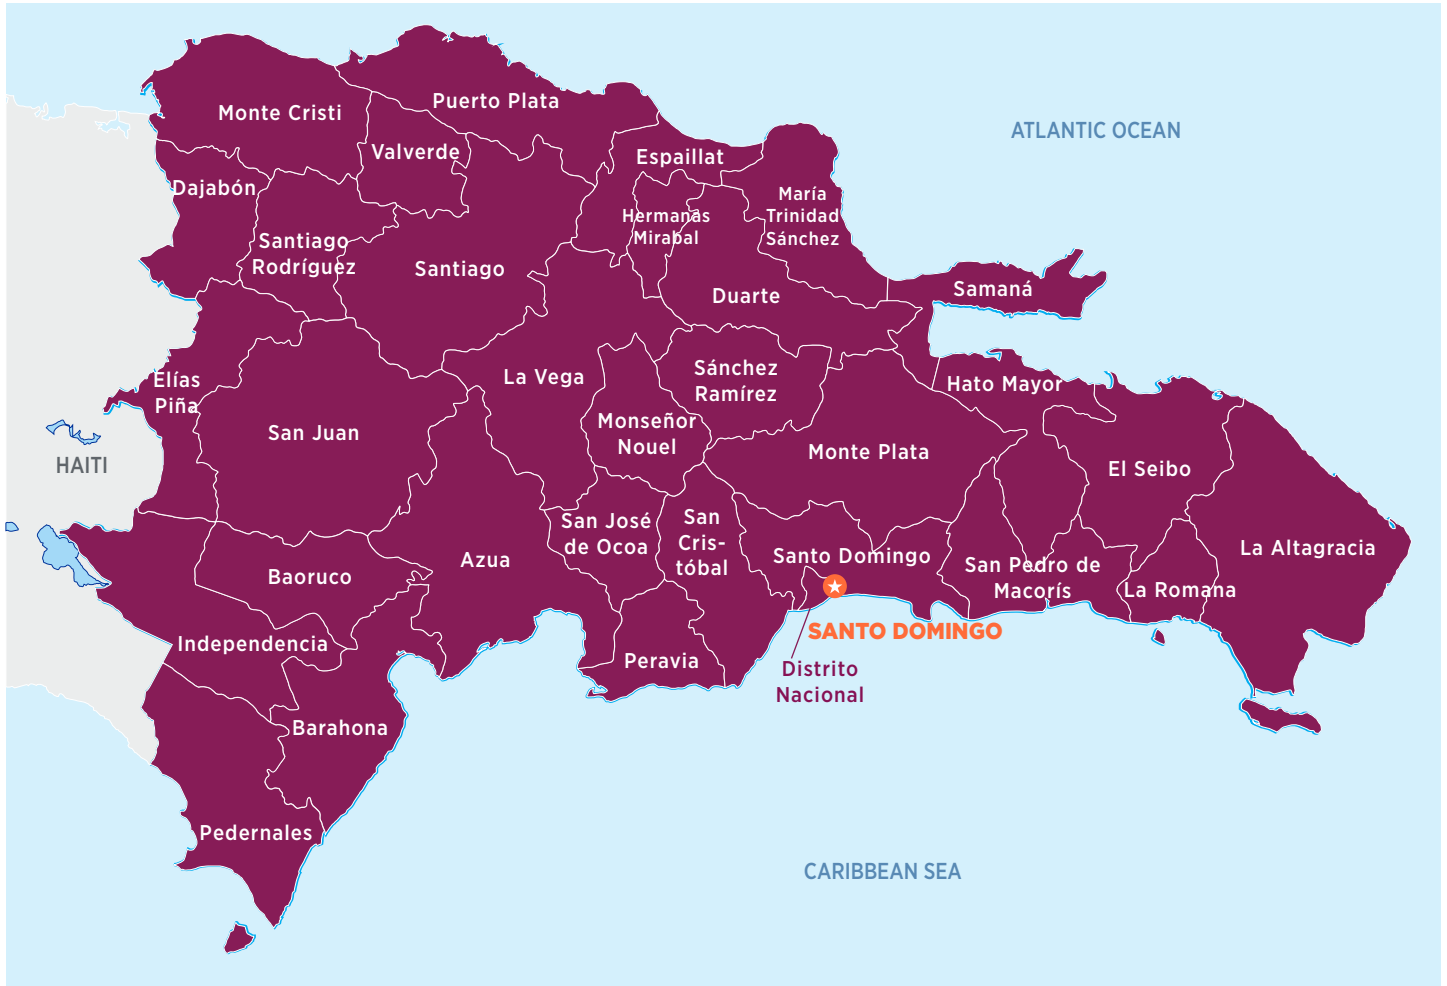 Puerto Plata
Monte Cristi
ATLANTIC OCEAN
Valverde
Espaillat
Dajabón
María
Trinidad
Sánchez
Hermanas
Mirabal
Santiago
Rodríguez
Santiago
Samaná
Duarte
Sánchez
Ramírez
La Vega
Elías
Piña
Hato Mayor
Monseñor
Nouel
San Juan
Monte Plata
HAITI
El Seibo
San José
de Ocoa
San
Cris-
tóbal
La Altagracia
Azua
Santo Domingo
San Pedro de
Macorís
Baoruco
La Romana
SANTO DOMINGO
Independencia
Peravia
Distrito
Nacional
Barahona
Pedernales
CARIBBEAN SEA